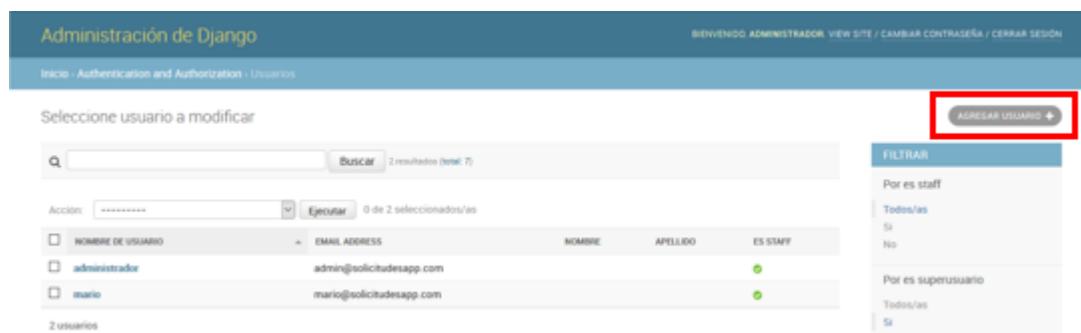 Administración de Django
BIENVENIDO, ADMINISTRADOR. VIEW SITE / CAMBIAR CONTRASEÑA / CERRAR SESIÓN
Inicio › Authentication and Authorization › Usuarios
Seleccione usuario a modificar
AGREGAR USUARIO +
Buscar 2 resultados (total: 7)
Acción: --------- Ejecutar 0 de 2 seleccionados/as
NOMBRE DE USUARIO EMAIL ADDRESS NOMBRE APELLIDO ES STAFF
administrador admin@solicitudesapp.com
mario mario@solicitudesapp.com
2 usuarios
FILTRAR
Por es staff
Todos/as
Si
No
Por es superusuario
Todos/as
Si